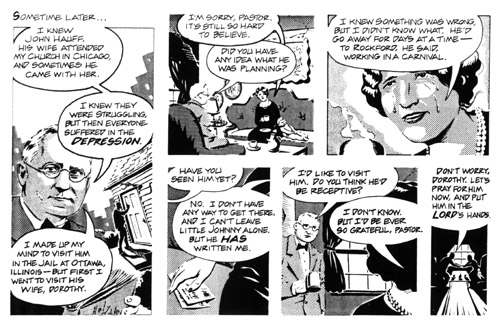 SOMETIME LATER...
I KNEW
JOHN HAUFF.
HIS WIFE ATTENDED
MY CHURCH IN CHICAGO,
AND SOMETIMES HE
CAME WITH HER.
I KNEW THEY
WERE STRUGGLING,
BUT THEN EVERYONE
SUFFERED IN THE
DEPRESSION.
I MADE UP MY
MIND TO VISIT HIM
IN THE JAIL AT OTTAWA,
ILLINOIS—BUT FIRST I
WENT TO VISIT HIS
WIFE, DOROTHY.
I'M SORRY, PASTOR.
IT'S STILL SO HARD
TO BELIEVE.
DID YOU HAVE
ANY IDEA WHAT HE
WAS PLANNING?
I KNEW SOMETHING WAS WRONG,
BUT I DIDN'T KNOW WHAT. HE'D
GO AWAY FOR DAYS AT A TIME—
TO ROCKFORD, HE SAID,
WORKING IN A CARNIVAL.
HAVE YOU
SEEN HIM YET?
NO. I DON'T HAVE
ANY WAY TO GET THERE,
AND I CAN'T LEAVE
LITTLE JOHNNY ALONE.
BUT HE HAS
WRITTEN ME.
I'D LIKE TO VISIT
HIM. DO YOU THINK HE'D
BE RECEPTIVE?
I DON'T KNOW.
BUT I'D BE EVER
SO GRATEFUL, PASTOR.
DON'T WORRY,
DOROTHY. LET'S
PRAY FOR HIM
NOW, AND PUT
HIM IN THE
LORD'S HANDS.